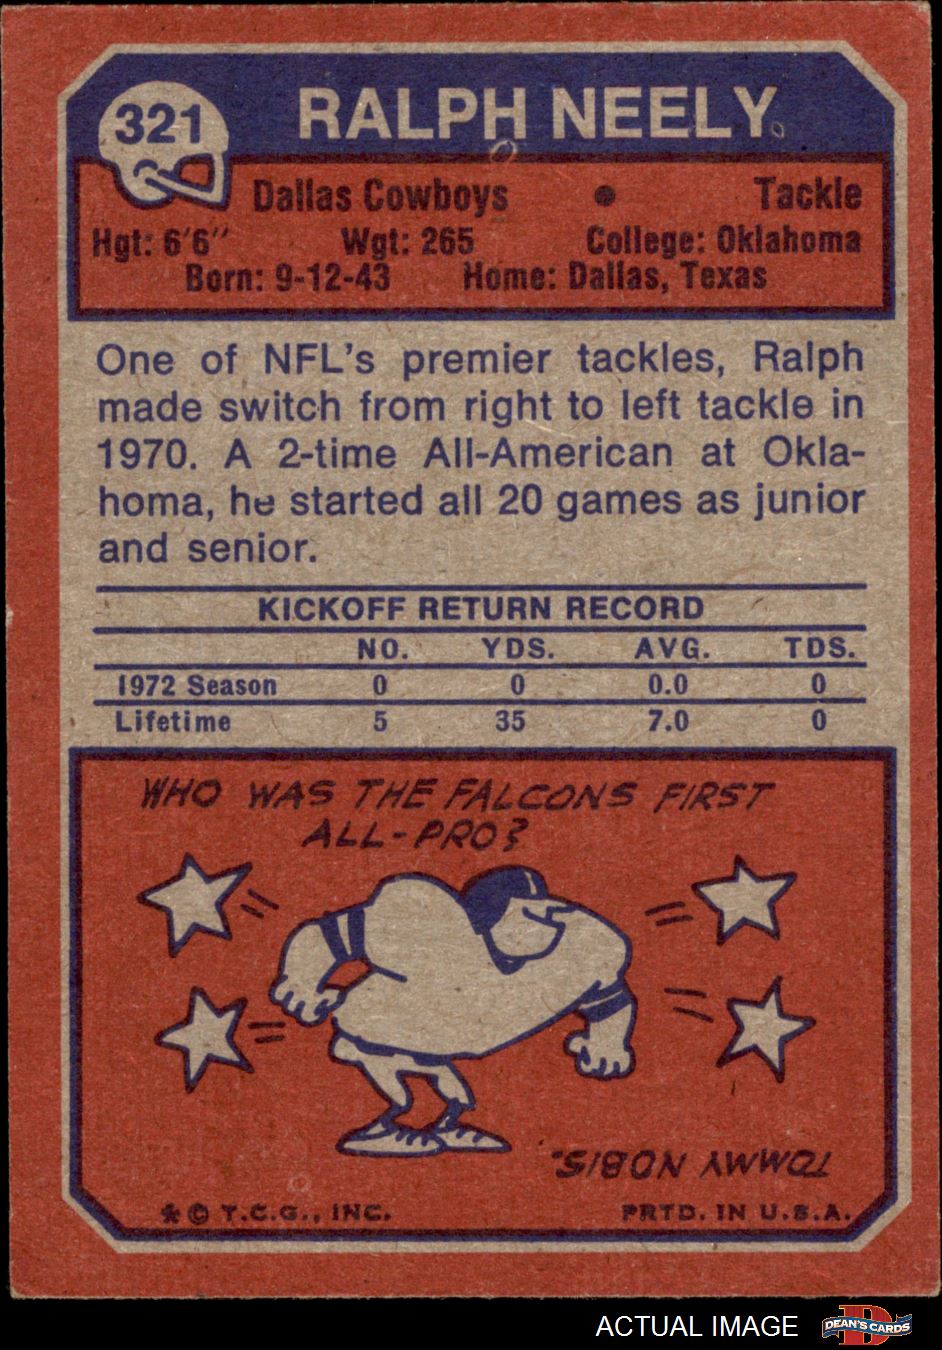 321
RALPH NEELY
Dallas Cowboys • Tackle
Hgt: 6'6" Wgt: 265 College: Oklahoma
Born: 9-12-43 Home: Dallas, Texas
One of NFL's premier tackles, Ralph
made switch from right to left tackle in
1970. A 2-time All-American at Okla-
homa, he started all 20 games as junior
and senior.
KICKOFF RETURN RECORD
NO. YDS. AVG. TDS.
1972 Season 0 0 0.0 0
Lifetime 5 35 7.0 0
WHO WAS THE FALCONS FIRST
ALL-PRO?
TOMMY NOBIS.
* © T.C.G., INC. PRTD. IN U.S.A.
ACTUAL IMAGE
DEAN'S CARDS